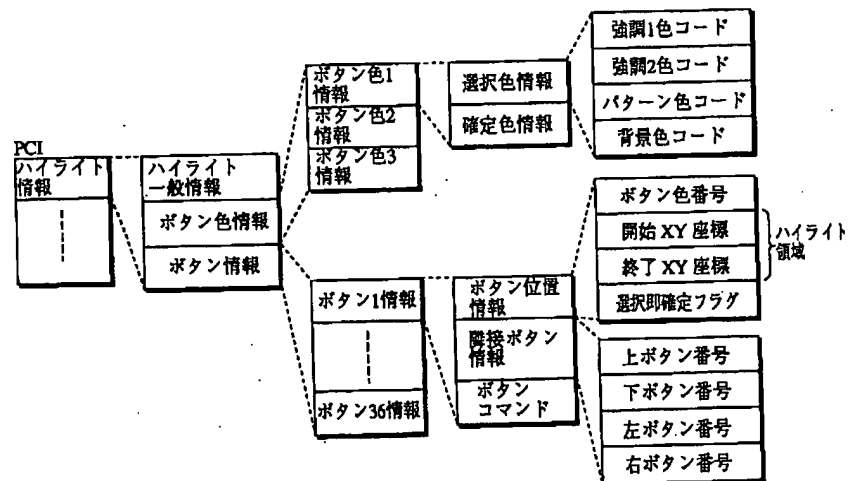 PCI
ハイライト
情報
ハイライト
一般情報
ボタン色情報
ボタン情報
ボタン色1
情報
ボタン色2
情報
ボタン色3
情報
選択色情報
確定色情報
強調1色コード
強調2色コード
パターン色コード
背景色コード
ボタン1情報
ボタン36情報
ボタン位置
情報
隣接ボタン
情報
ボタン
コマンド
ボタン色番号
開始XY座標
終了XY座標
選択即確定フラグ
ハイライト
領域
上ボタン番号
下ボタン番号
左ボタン番号
右ボタン番号